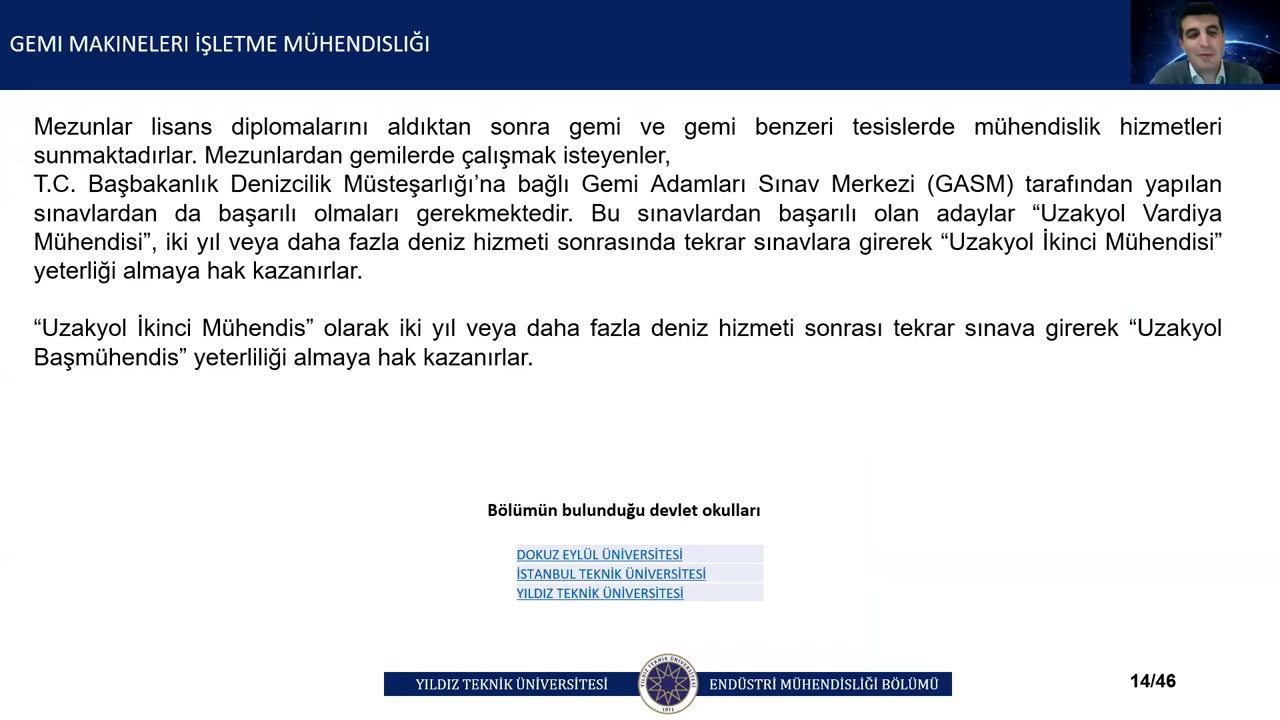 GEMI MAKINELERI İŞLETME MÜHENDISLIĞI
Mezunlar lisans diplomalarını aldıktan sonra gemi ve gemi benzeri tesislerde mühendislik hizmetleri
sunmaktadırlar. Mezunlardan gemilerde çalışmak isteyenler,
T.C. Başbakanlık Denizcilik Müsteşarlığı’na bağlı Gemi Adamları Sınav Merkezi (GASM) tarafından yapılan
sınavlardan da başarılı olmaları gerekmektedir. Bu sınavlardan başarılı olan adaylar “Uzakyol Vardiya
Mühendisi”, iki yıl veya daha fazla deniz hizmeti sonrasında tekrar sınavlara girerek “Uzakyol İkinci Mühendisi”
yeterliği almaya hak kazanırlar.
“Uzakyol İkinci Mühendis” olarak iki yıl veya daha fazla deniz hizmeti sonrası tekrar sınava girerek “Uzakyol
Başmühendis” yeterliliği almaya hak kazanırlar.
Bölümün bulunduğu devlet okulları
DOKUZ EYLÜL ÜNİVERSİTESİ
İSTANBUL TEKNİK ÜNİVERSİTESİ
YILDIZ TEKNİK ÜNİVERSİTESİ
YILDIZ TEKNİK ÜNİVERSİTESİ
YILDIZ TEKNİK ÜNİVERSİTESİ
1911
ENDÜSTRİ MÜHENDİSLİĞİ BÖLÜMÜ
14/46